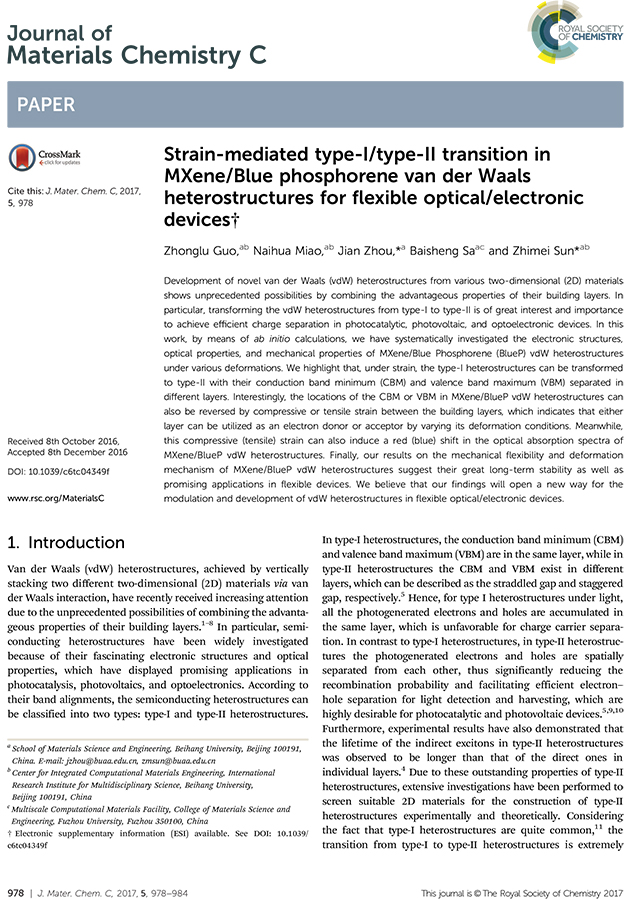 Journal of
Materials Chemistry C
ROYAL SOCIETY
OF CHEMISTRY
PAPER
CrossMark
click for updates
Cite this: J. Mater. Chem. C, 2017,
5, 978
Strain-mediated type-I/type-II transition in
MXene/Blue phosphorene van der Waals
heterostructures for flexible optical/electronic
devices†
Zhonglu Guo,ab Naihua Miao,ab Jian Zhou,*a Baisheng Saac and Zhimei Sun*ab
Development of novel van der Waals (vdW) heterostructures from various two-dimensional (2D) materials
shows unprecedented possibilities by combining the advantageous properties of their building layers. In
particular, transforming the vdW heterostructures from type-I to type-II is of great interest and importance
to achieve efficient charge separation in photocatalytic, photovoltaic, and optoelectronic devices. In this
work, by means of ab initio calculations, we have systematically investigated the electronic structures,
optical properties, and mechanical properties of MXene/Blue Phosphorene (BlueP) vdW heterostructures
under various deformations. We highlight that, under strain, the type-I heterostructures can be transformed
to type-II with their conduction band minimum (CBM) and valence band maximum (VBM) separated in
different layers. Interestingly, the locations of the CBM or VBM in MXene/BlueP vdW heterostructures can
also be reversed by compressive or tensile strain between the building layers, which indicates that either
layer can be utilized as an electron donor or acceptor by varying its deformation conditions. Meanwhile,
this compressive (tensile) strain can also induce a red (blue) shift in the optical absorption spectra of
MXene/BlueP vdW heterostructures. Finally, our results on the mechanical flexibility and deformation
mechanism of MXene/BlueP vdW heterostructures suggest their great long-term stability as well as
promising applications in flexible devices. We believe that our findings will open a new way for the
modulation and development of vdW heterostructures in flexible optical/electronic devices.
Received 8th October 2016,
Accepted 8th December 2016
DOI: 10.1039/c6tc04349f
www.rsc.org/MaterialsC
1. Introduction
Van der Waals (vdW) heterostructures, achieved by vertically
stacking two different two-dimensional (2D) materials via van
der Waals interaction, have recently received increasing attention
due to the unprecedented possibilities of combining the advanta-
geous properties of their building layers.1–8 In particular, semi-
conducting heterostructures have been widely investigated
because of their fascinating electronic structures and optical
properties, which have displayed promising applications in
photocatalysis, photovoltaics, and optoelectronics. According to
their band alignments, the semiconducting heterostructures can
be classified into two types: type-I and type-II heterostructures.
a School of Materials Science and Engineering, Beihang University, Beijing 100191,
China. E-mail: jzhou@buaa.edu.cn, zmsun@buaa.edu.cn
b Center for Integrated Computational Materials Engineering, International
Research Institute for Multidisciplinary Science, Beihang University,
Beijing 100191, China
c Multiscale Computational Materials Facility, College of Materials Science and
Engineering, Fuzhou University, Fuzhou 350100, China
† Electronic supplementary information (ESI) available. See DOI: 10.1039/
c6tc04349f
In type-I heterostructures, the conduction band minimum (CBM)
and valence band maximum (VBM) are in the same layer, while in
type-II heterostructures the CBM and VBM exist in different
layers, which can be described as the straddled gap and staggered
gap, respectively.5 Hence, for type I heterostructures under light,
all the photogenerated electrons and holes are accumulated in
the same layer, which is unfavorable for charge carrier separa-
tion. In contrast to type-I heterostructures, in type-II heterostruc-
tures the photogenerated electrons and holes are spatially
separated from each other, thus significantly reducing the
recombination probability and facilitating efficient electron–
hole separation for light detection and harvesting, which are
highly desirable for photocatalytic and photovoltaic devices.5,9,10
Furthermore, experimental results have also demonstrated that
the lifetime of the indirect excitons in type-II heterostructures
was observed to be longer than that of the direct ones in
individual layers.4 Due to these outstanding properties of type-II
heterostructures, extensive investigations have been performed to
screen suitable 2D materials for the construction of type-II
heterostructures experimentally and theoretically. Considering
the fact that type-I heterostructures are quite common,11 the
transition from type-I to type-II heterostructures is extremely
978 | J. Mater. Chem. C, 2017, 5, 978–984
This journal is © The Royal Society of Chemistry 2017